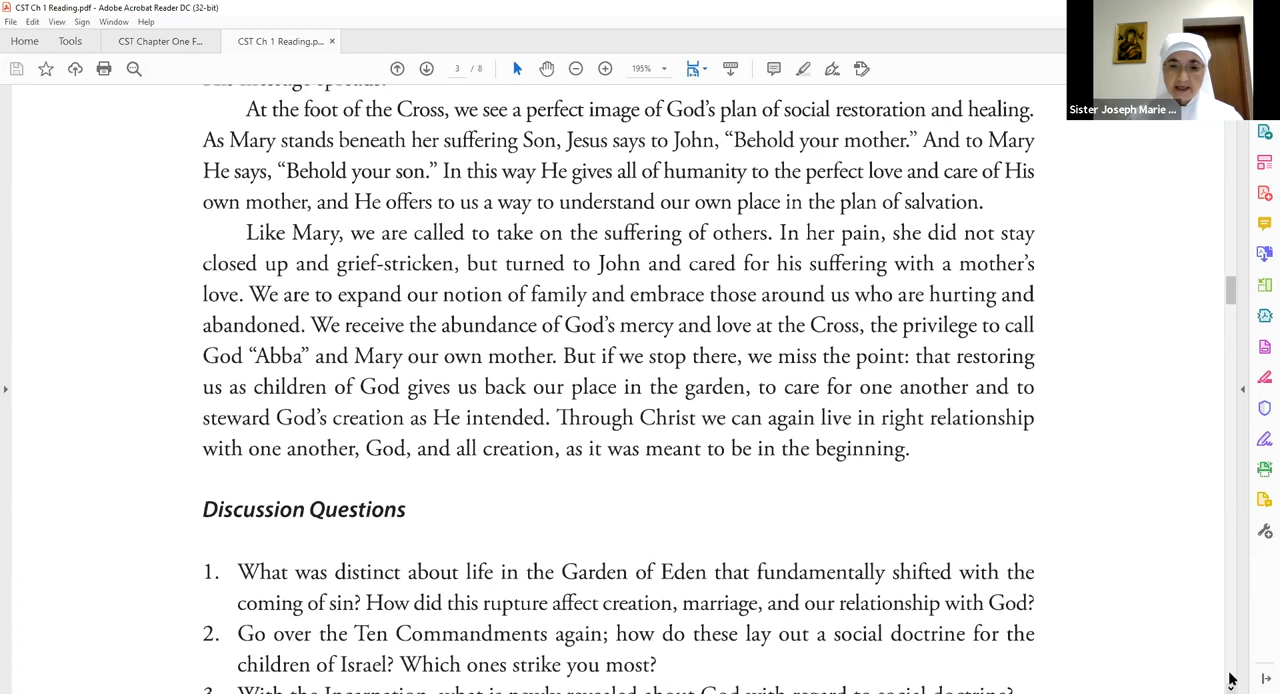 CST Ch 1 Reading.pdf - Adobe Acrobat Reader DC (32-bit)
File Edit View Sign Window Help
Home Tools CST Chapter One F... CST Ch 1 Reading.p... ×
3 / 8 195%
Sister Joseph Marie ...
At the foot of the Cross, we see a perfect image of God’s plan of social restoration and healing.
As Mary stands beneath her suffering Son, Jesus says to John, “Behold your mother.” And to Mary
He says, “Behold your son.” In this way He gives all of humanity to the perfect love and care of His
own mother, and He offers to us a way to understand our own place in the plan of salvation.
Like Mary, we are called to take on the suffering of others. In her pain, she did not stay
closed up and grief-stricken, but turned to John and cared for his suffering with a mother’s
love. We are to expand our notion of family and embrace those around us who are hurting and
abandoned. We receive the abundance of God’s mercy and love at the Cross, the privilege to call
God “Abba” and Mary our own mother. But if we stop there, we miss the point: that restoring
us as children of God gives us back our place in the garden, to care for one another and to
steward God’s creation as He intended. Through Christ we can again live in right relationship
with one another, God, and all creation, as it was meant to be in the beginning.
Discussion Questions
1. What was distinct about life in the Garden of Eden that fundamentally shifted with the
coming of sin? How did this rupture affect creation, marriage, and our relationship with God?
2. Go over the Ten Commandments again; how do these lay out a social doctrine for the
children of Israel? Which ones strike you most?
3. With the Incarnation, what is newly revealed about God with regard to social doctrine?